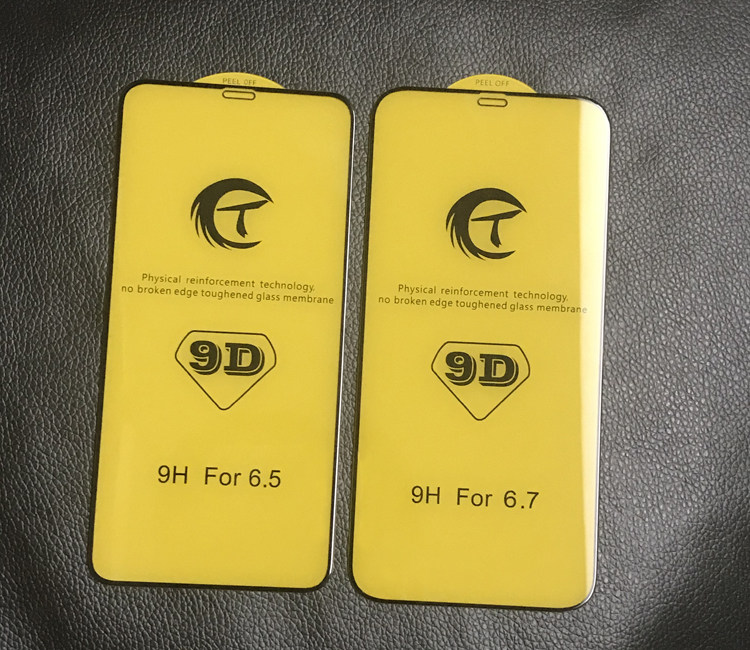 PEEL OFF
T
Physical reinforcement technology.
no broken edge toughened glass membrane
9D
9H For 6.5
PEEL OFF
T
Physical reinforcement technology.
no broken edge toughened glass membrane
9D
9H For 6.7